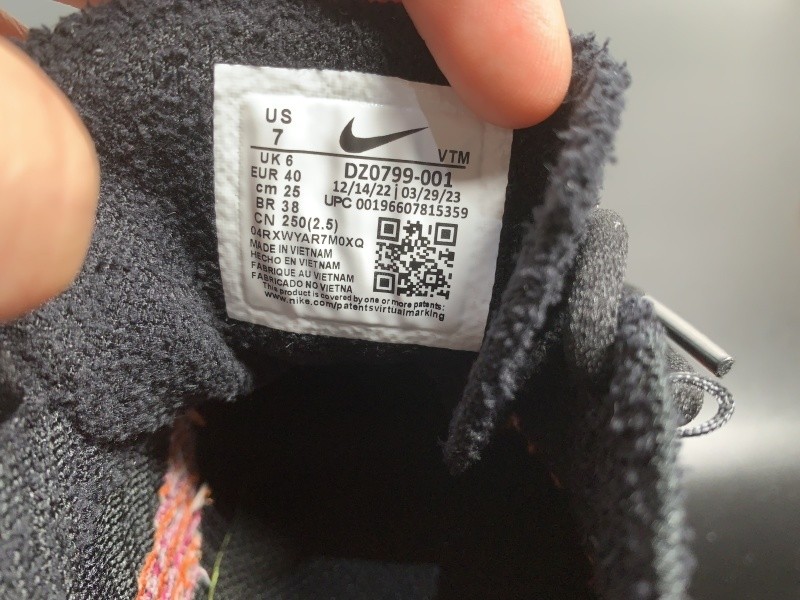 US
7
UK 6
EUR 40
cm 25
BR 38
CN 250(2.5)
VTM
DZ0799-001
12/14/22 | 03/29/23
UPC 00196607815359
04RXWYAR7M0XQ
MADE IN VIETNAM
HECHO EN VIETNAM
FABRIQUE AU VIETNAM
FABRICADO NO VIETNA
This product is covered by one or more patents:
www.nike.com/patentsvirtualmarking